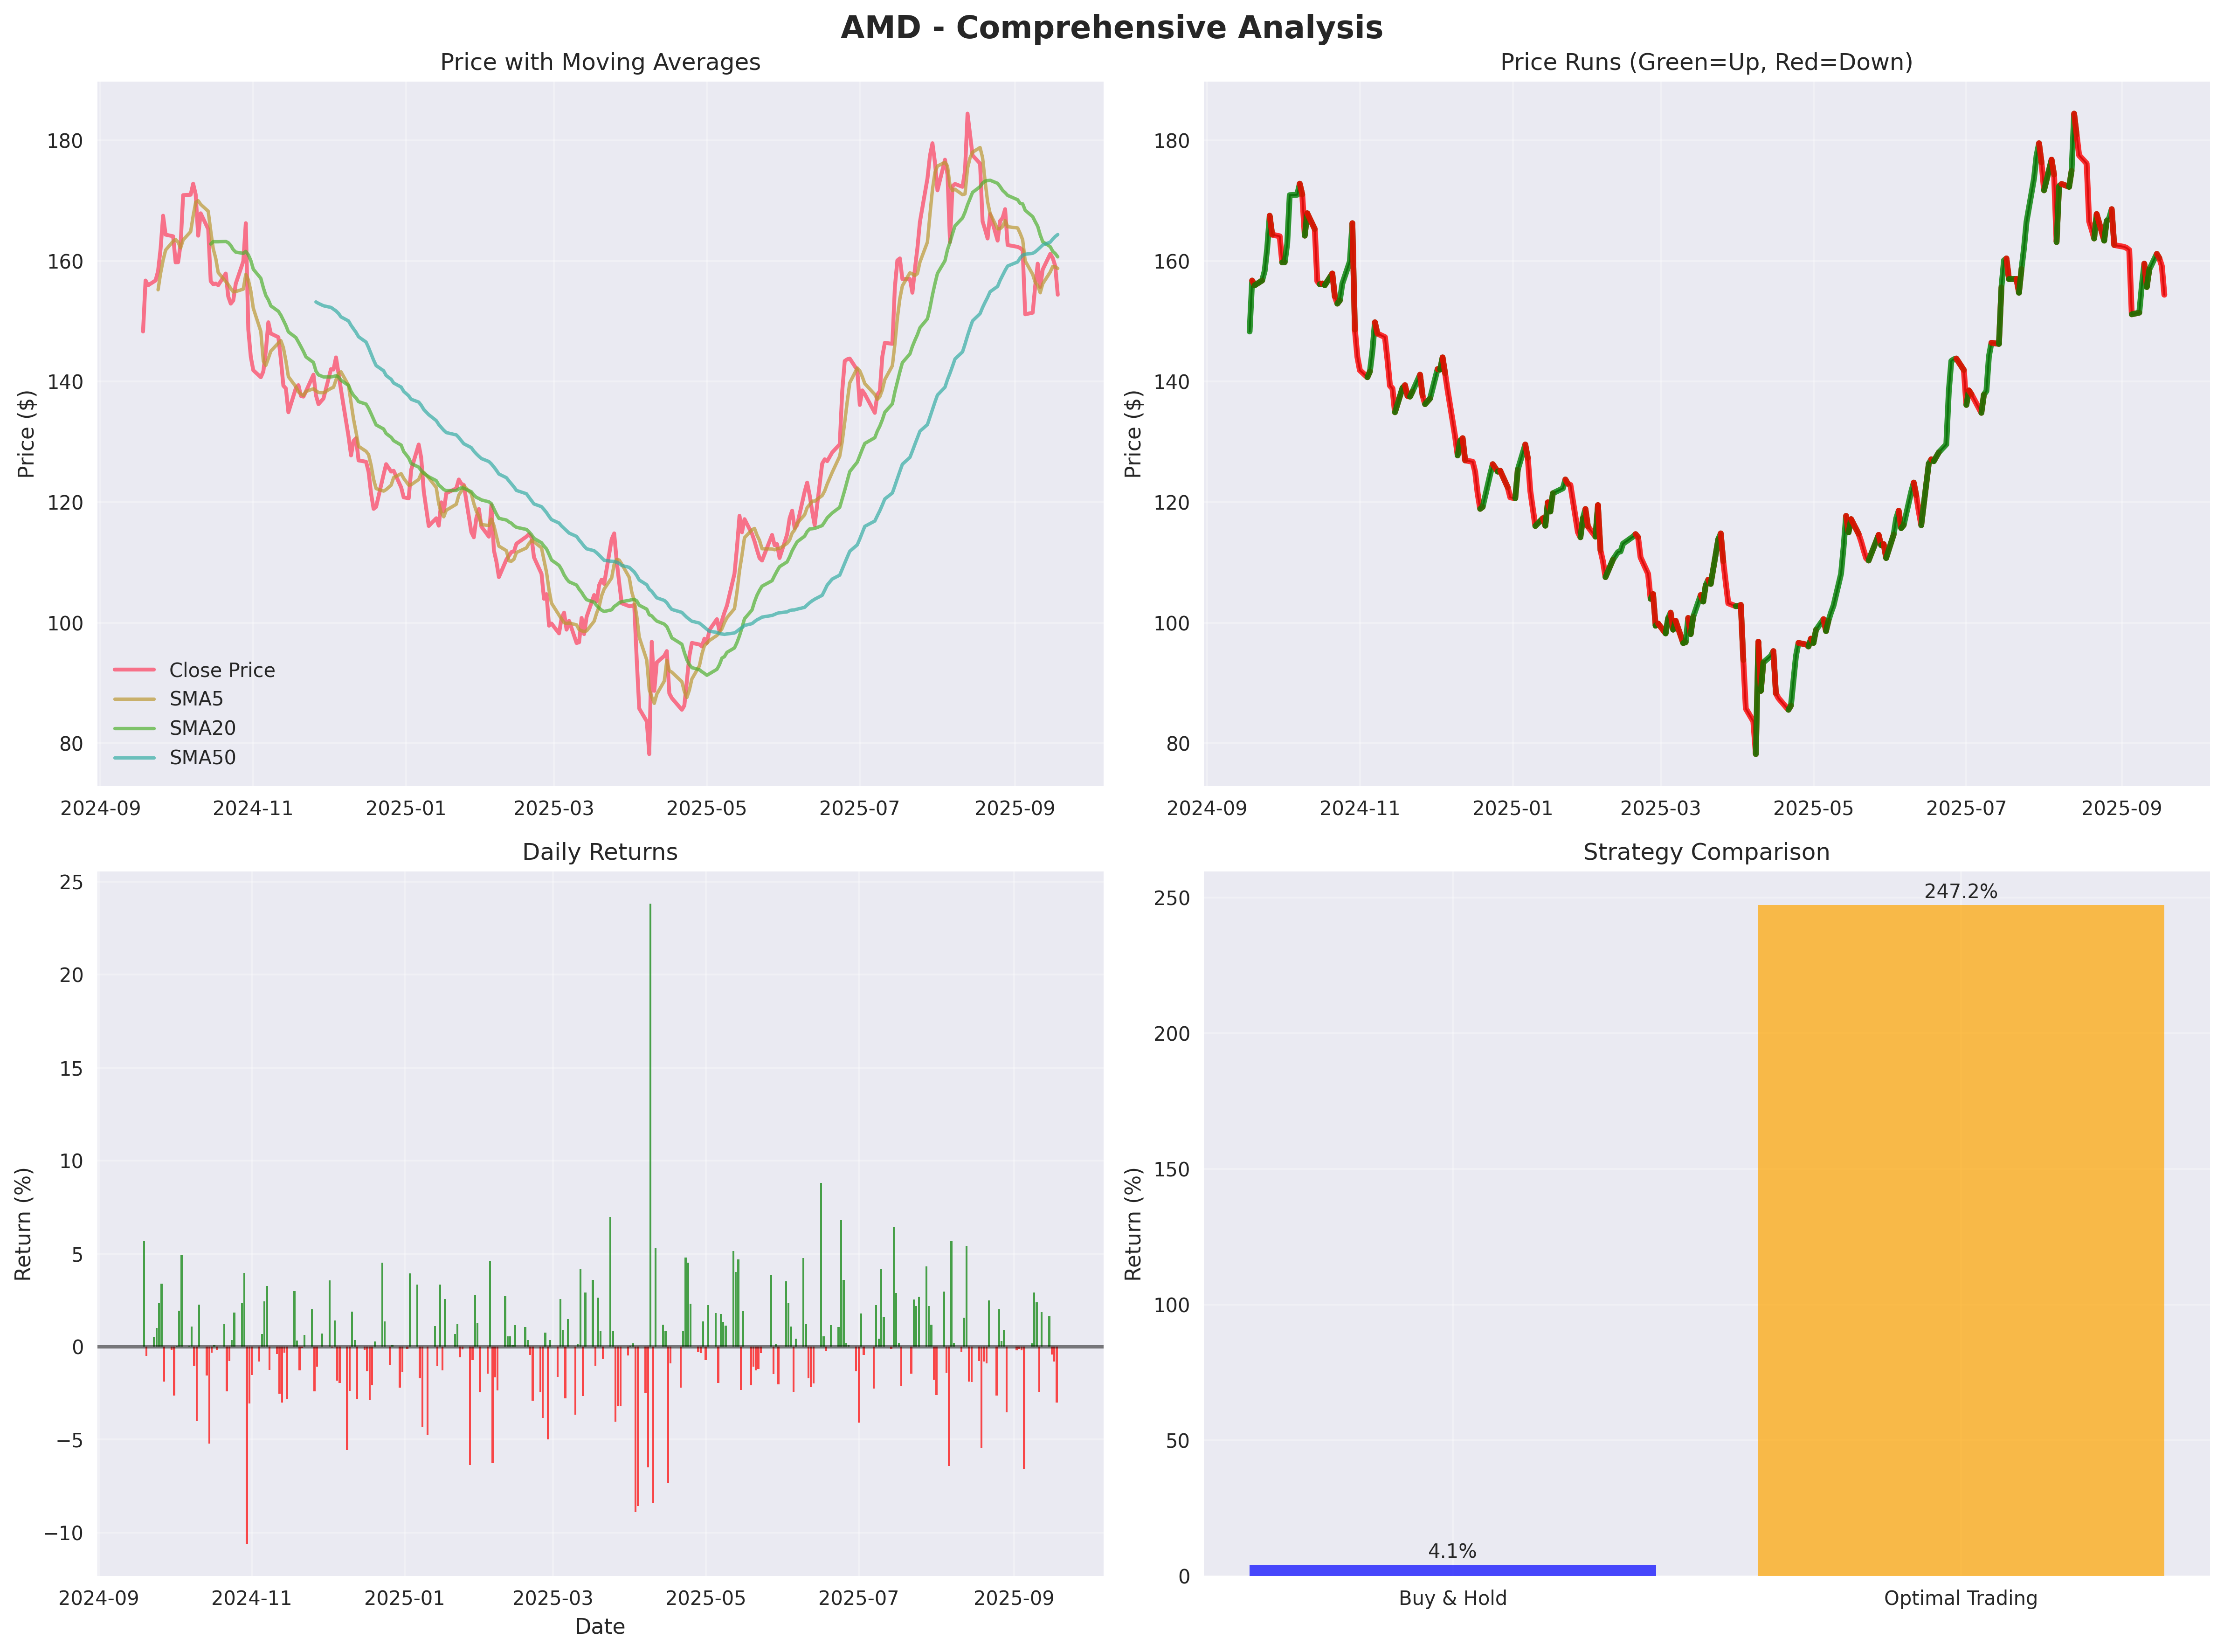 AMD - Comprehensive Analysis
Price with Moving Averages
Price ($)
180
160
140
120
100
80
Close Price
SMA5
SMA20
SMA50
2024-09 2024-11 2025-01 2025-03 2025-05 2025-07 2025-09
Price Runs (Green=Up, Red=Down)
Price ($)
180
160
140
120
100
80
2024-09 2024-11 2025-01 2025-03 2025-05 2025-07 2025-09
Daily Returns
Return (%)
25
20
15
10
5
0
−5
−10
2024-09 2024-11 2025-01 2025-03 2025-05 2025-07 2025-09
Date
Strategy Comparison
Return (%)
250
200
150
100
50
0
4.1%
247.2%
Buy & Hold Optimal Trading